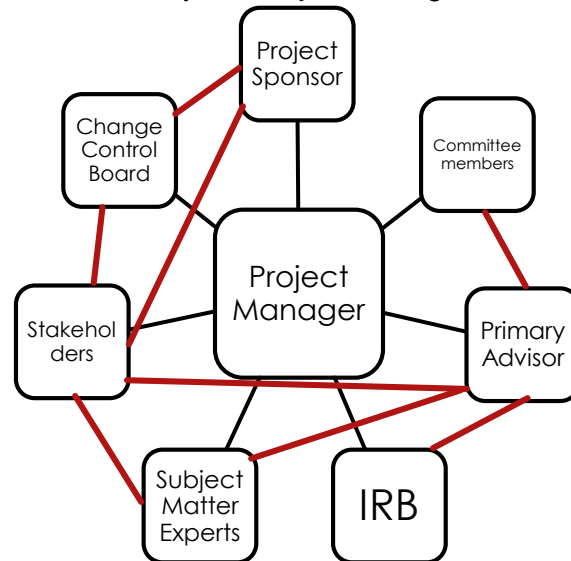 Project
Sponsor
Change
Control
Board
Committee
members
Project
Manager
Stakehol
ders
Primary
Advisor
Subject
Matter
Experts
IRB